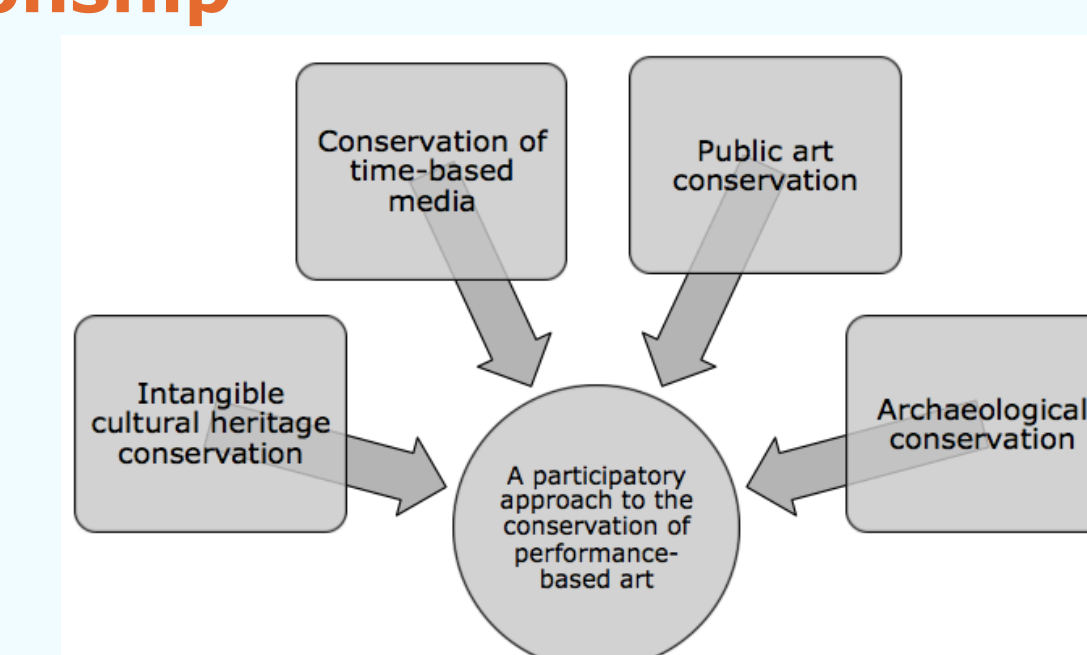 onship
Conservation of
time-based
media
Public art
conservation
Intangible
cultural heritage
conservation
Archaeological
conservation
A participatory
approach to the
conservation of
performance-
based art